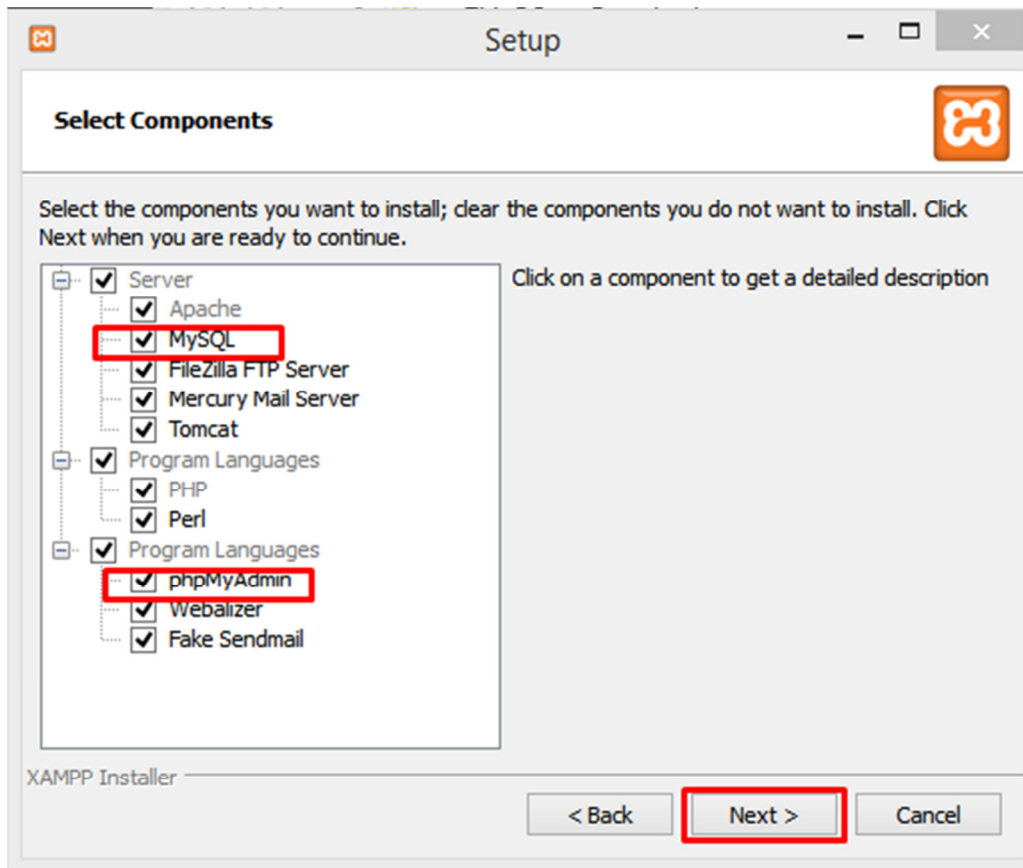 Setup
Select Components
Select the components you want to install; clear the components you do not want to install. Click
Next when you are ready to continue.
Server
Click on a component to get a detailed description
Apache
MySQL
FileZilla FTP Server
Mercury Mail Server
Tomcat
Program Languages
PHP
Perl
Program Languages
phpMyAdmin
Webalizer
Fake Sendmail
XAMPP Installer
< Back
Next >
Cancel